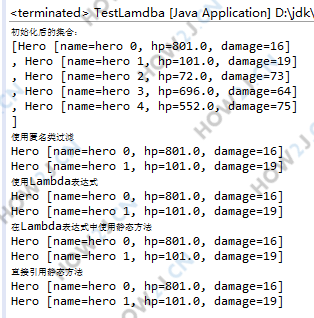 <terminated> TestLamdba [Java Application] D:\jdk\
初始化后的集合:
[Hero [name=hero 0, hp=801.0, damage=16]
, Hero [name=hero 1, hp=101.0, damage=19]
, Hero [name=hero 2, hp=72.0, damage=73]
, Hero [name=hero 3, hp=696.0, damage=64]
, Hero [name=hero 4, hp=552.0, damage=75]
]
使用匿名类过滤
Hero [name=hero 0, hp=801.0, damage=16]
Hero [name=hero 1, hp=101.0, damage=19]
使用Lambda表达式
Hero [name=hero 0, hp=801.0, damage=16]
Hero [name=hero 1, hp=101.0, damage=19]
在Lambda表达式中使用静态方法
Hero [name=hero 0, hp=801.0, damage=16]
Hero [name=hero 1, hp=101.0, damage=19]
直接引用静态方法
Hero [name=hero 0, hp=801.0, damage=16]
Hero [name=hero 1, hp=101.0, damage=19]
HOW2J.CN